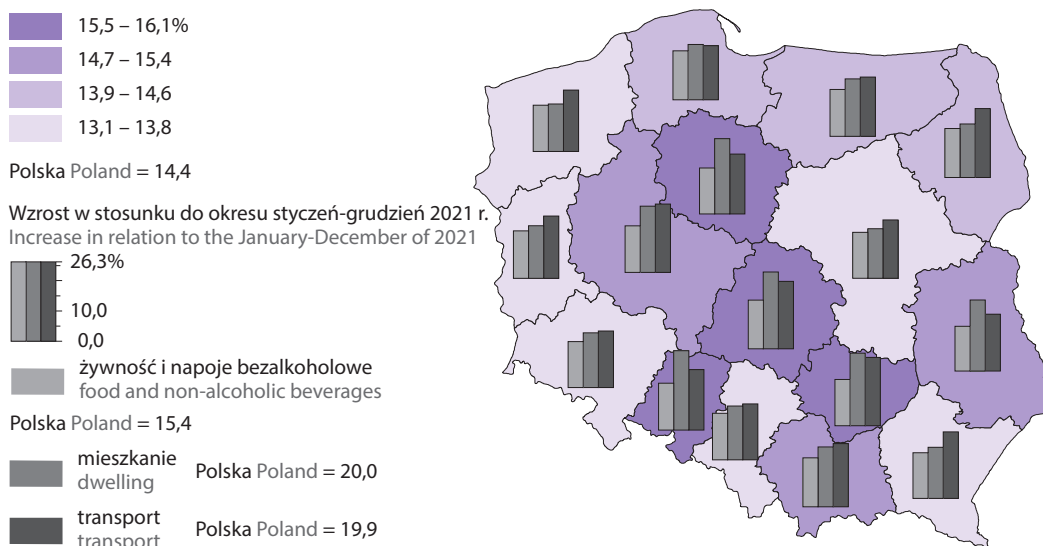 15,5 – 16,1%
14,7 – 15,4
13,9 – 14,6
13,1 – 13,8
Polska Poland = 14,4
Wzrost w stosunku do okresu styczeń-grudzień 2021 r.
Increase in relation to the January-December of 2021
26,3%
10,0
0,0
żywność i napoje bezalkoholowe
food and non-alcoholic beverages
Polska Poland = 15,4
mieszkanie
dwelling
Polska Poland = 20,0
transport
transport
Polska Poland = 19,9